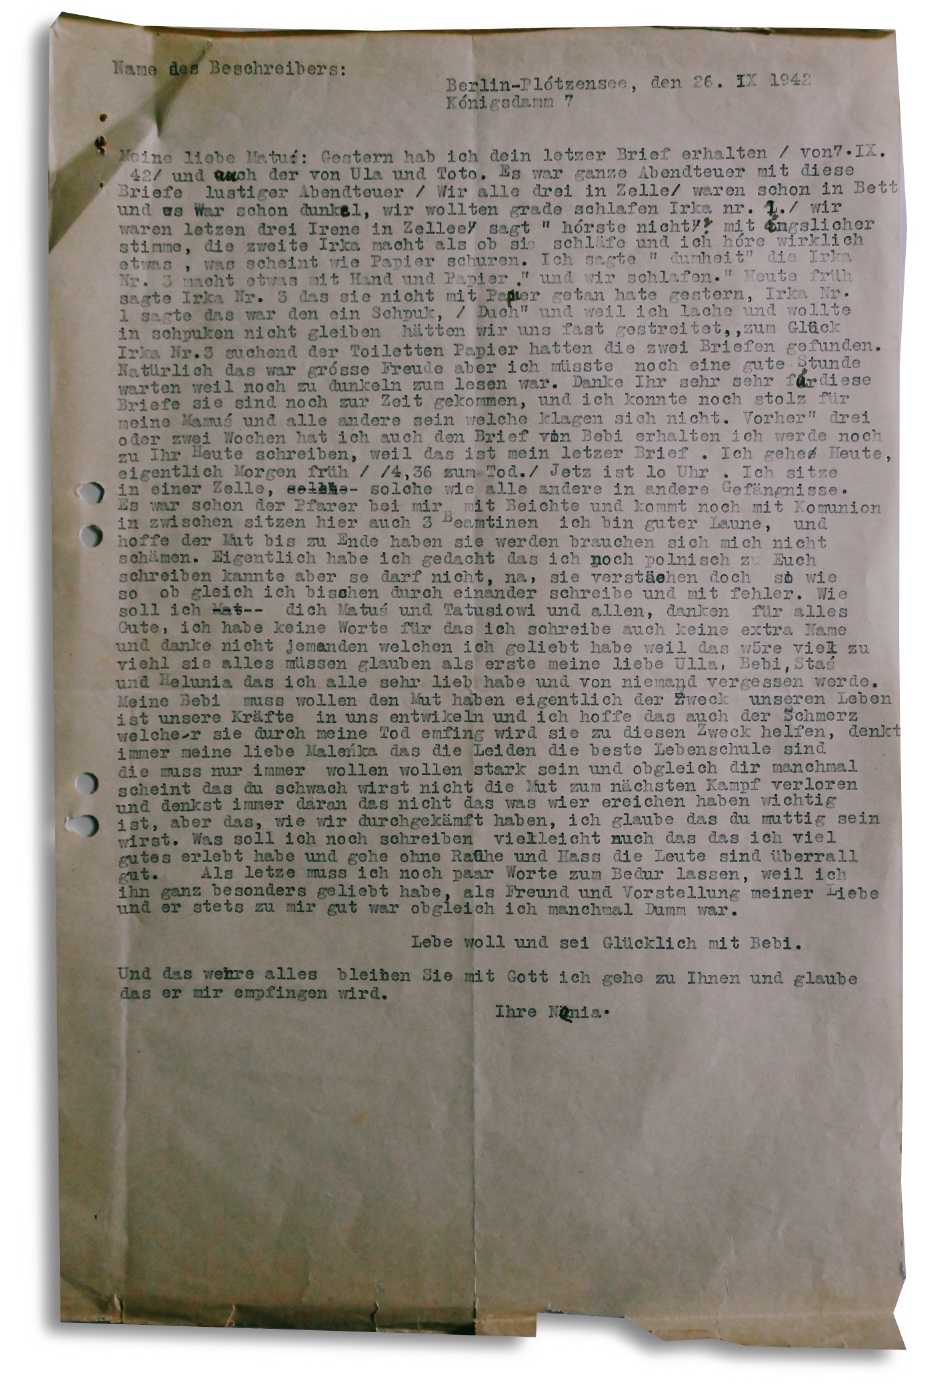 Name des Beschreibers:
Berlin-Plótzensee, den 26. IX 1942
Kónigsdamm 7
Meine liebe Matuś: Gestern hab ich dein letzer Brief erhalten / von7.IX.
42/ und auch der von Ula und Toto. Es war ganze Abendteuer mit diese
Briefe lustiger Abendteuer / Wir alle drei in Zelle/ waren schon in Bett
und es War schon dunkel, wir wollten grade schlafen Irka nr. 1./ wir
waren letzen drei Irene in Zellee/ sagt " hórste nicht"? mit ängslicher
stimme, die zweite Irka macht als ob sie schläfe und ich hóre wirklich
etwas , was scheint wie Papier schuren. Ich sagte " dumheit" die Irka
Nr. 3 macht etwas mit Hand und Papier ," und wir schlafen." Heute früh
sagte Irka Nr. 3 das sie nicht mit Papier getan hate gestern, Irka Nr.
1 sagte das war den ein Schpuk, / Duch" und weil ich lache und wollte
in schpuken nicht gleiben hätten wir uns fast gestreitet,,zum Glück
Irka Nr.3 suchend der Toiletten Papier hatten die zwei Briefen gefunden.
Natürlich das war grósse Freude aber ich müsste noch eine gute Stunde
warten weil noch zu dunkeln zum lesen war. Danke Ihr sehr sehr fürdiese
Briefe sie sind noch zur Zeit gekommen, und ich konnte noch stolz für
meine Mamuś und alle andere sein welche klagen sich nicht. Vorher" drei
oder zwei Wochen hat ich auch den Brief von Bebi erhalten ich werde noch
zu Ihr Heute schreiben, weil das ist mein letzer Brief . Ich gehe Heute,
eigentlich Morgen früh / /4,36 zum Tod./ Jetz ist lo Uhr . Ich sitze
in einer Zelle, solche- solche wie alle andere in andere Gefängnisse.
Es war schon der Pfarer bei mir mit Beichte und kommt noch mit Komunion
in zwischen sitzen hier auch 3 Beamtinen ich bin guter Laune, und
hoffe der Mut bis zu Ende haben sie werden brauchen sich mich nicht
schämen. Eigentlich habe ich gedacht das ich noch polnisch zu Euch
schreiben kannte aber se darf nicht, na, sie verstäehen doch so wie
so ob gleich ich bischen durch einander schreibe und mit fehler. Wie
soll ich Mat-- dich Matuś und Tatusiowi und allen, danken für alles
Gute, ich habe keine Worte für das ich schreibe auch keine extra Name
und danke nicht jemanden welchen ich geliebt habe weil das wöre viel zu
viehl sie alles müssen glauben als erste meine liebe Ulla, Bebi,Staś
und Helunia das ich alle sehr lieb habe und von niemand vergessen werde.
Meine Bebi muss wollen den Mut haben eigentlich der Zweck unseren Leben
ist unsere Kräfte in uns entwikeln und ich hoffe das auch der Schmerz
welche-r sie durch meine Tod emfing wird sie zu diesen Zweck helfen, denkt
immer meine liebe Maleńka das die Leiden die beste Lebenschule sind
die muss nur immer wollen wollen stark sein und obgleich dir manchmal
scheint das du schwach wirst nicht die Mut zum nächsten Kampf verloren
und denkst immer daran das nicht das was wier ereichen haben wichtig
ist, aber das, wie wir durchgekämft haben, ich glaube das du muttig sein
wirst. Was soll ich noch schreiben vielleicht nuch das das ich viel
gutes erlebt habe und gehe ohne Rauhe und Hass die Leute sind überrall
gut. Als letze muss ich noch paar Worte zum Bedur lassen, weil ich
ihn ganz besonders geliebt habe, als Freund und Vorstellung meiner Liebe
und er stets zu mir gut war obgleich ich manchmal Dumm war.
Lebe woll und sei Glücklich mit Bebi.
Und das wehre alles bleiben Sie mit Gott ich gehe zu Ihnen und glaube
das er mir empfingen wird.
Ihre Nania.